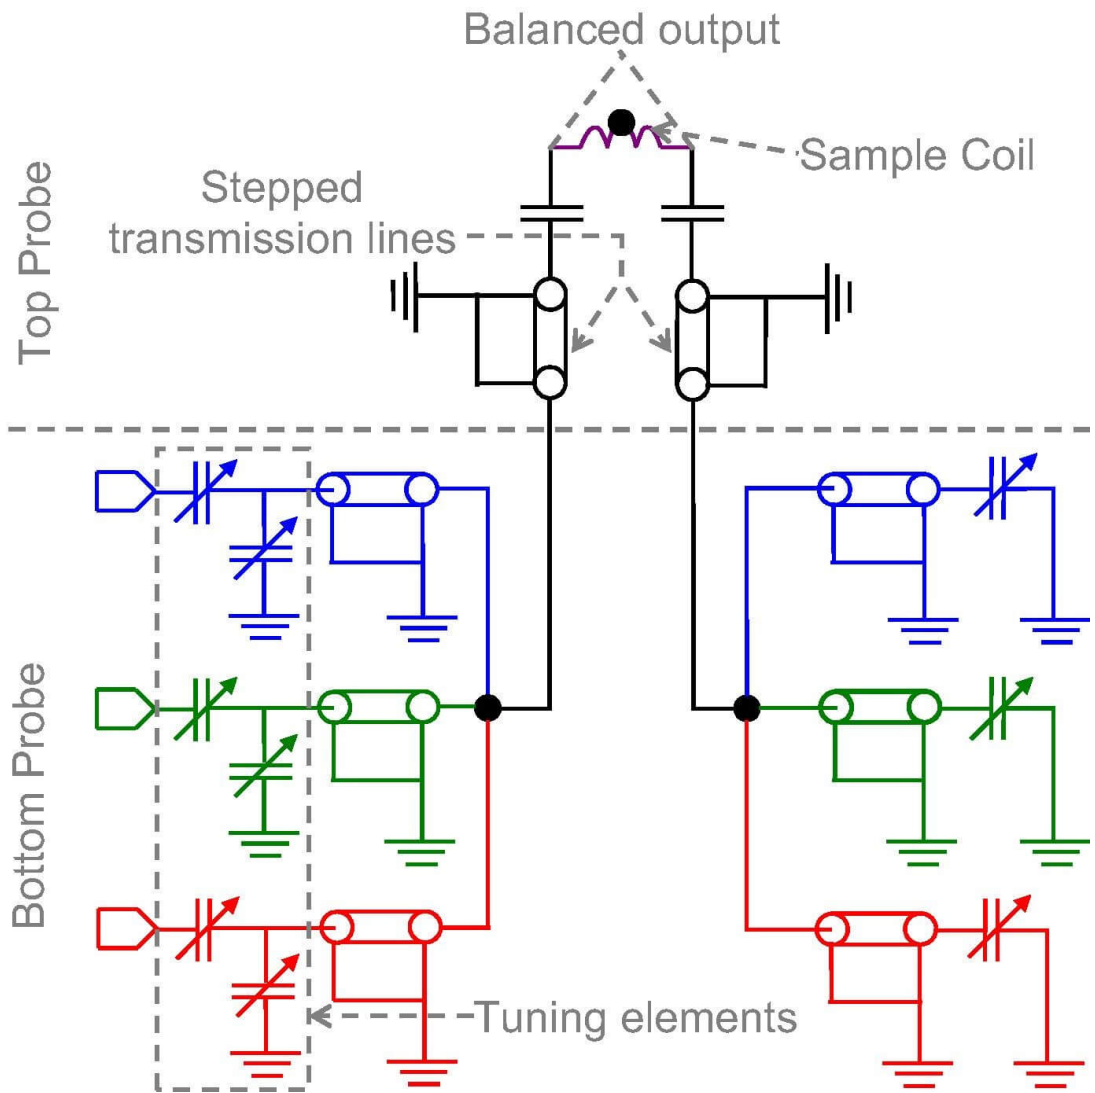 Balanced output
Sample Coil
Stepped
transmission lines
Top Probe
Bottom Probe
Tuning elements